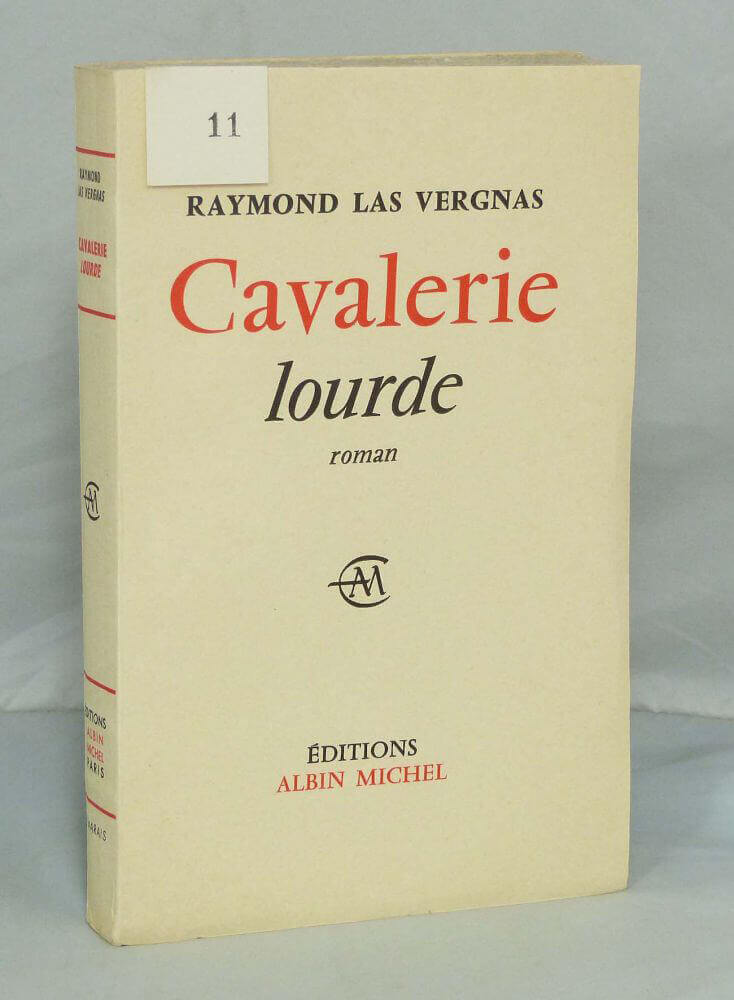 11
RAYMOND LAS VERGNAS
Cavalerie
lourde
roman
AM
ÉDITIONS
ALBIN MICHEL
RAYMOND
LAS VERGNAS
CAVALERIE
LOURDE
AM
ÉDITIONS
ALBIN
MICHEL
PARIS